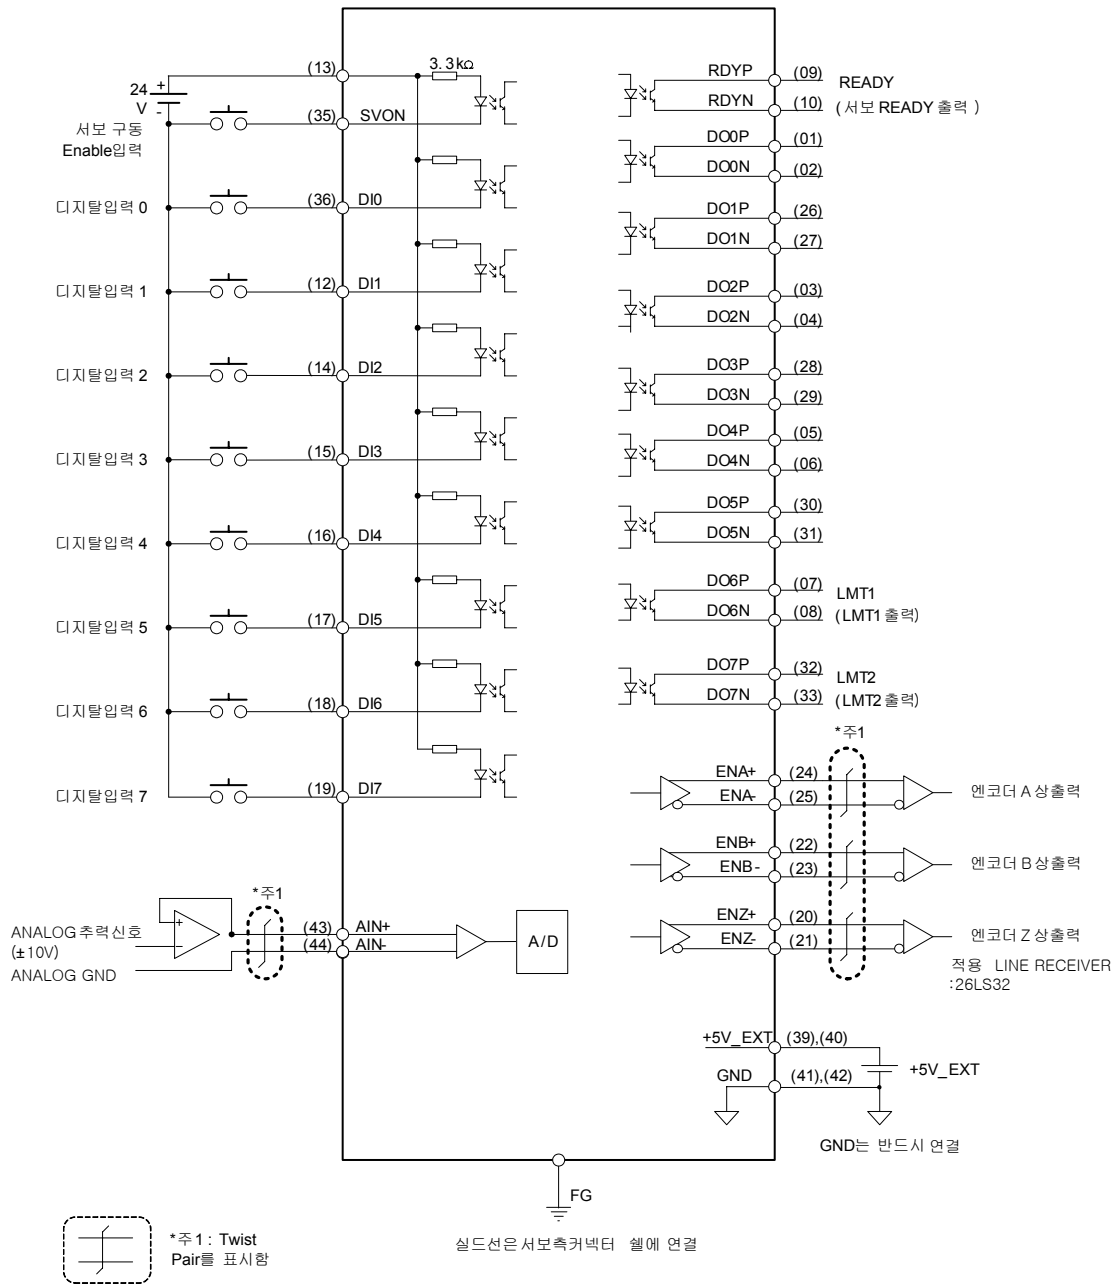 (13)
3.3kΩ
24
V
+
-
(35) SVON
서보 구동
Enable입력
(36) DI0
디지탈입력 0
(12) DI1
디지탈입력 1
(14) DI2
디지탈입력 2
(15) DI3
디지탈입력 3
(16) DI4
디지탈입력 4
(17) DI5
디지탈입력 5
(18) DI6
디지탈입력 6
(19) DI7
디지탈입력 7
*주1
ANALOG 추력신호
(±10V)
ANALOG GND
+
-
(43) AIN+
(44) AIN-
A/D
RDYP (09)
RDYN (10)
READY
(서보 READY 출력 )
DO0P (01)
DO0N (02)
DO1P (26)
DO1N (27)
DO2P (03)
DO2N (04)
DO3P (28)
DO3N (29)
DO4P (05)
DO4N (06)
DO5P (30)
DO5N (31)
DO6P (07)
DO6N (08)
LMT1
(LMT1 출력)
DO7P (32)
DO7N (33)
LMT2
(LMT2 출력)
*주1
ENA+ (24)
ENA- (25)
엔코더 A 상출력
ENB+ (22)
ENB- (23)
엔코더 B 상출력
ENZ+ (20)
ENZ- (21)
엔코더 Z 상출력
적용 LINE RECEIVER
:26LS32
+5V_EXT (39),(40)
+5V_EXT
GND (41),(42)
GND는 반드시 연결
FG
실드선은서보측커넥터 쉘에 연결
*주1 : Twist
Pair를 표시함